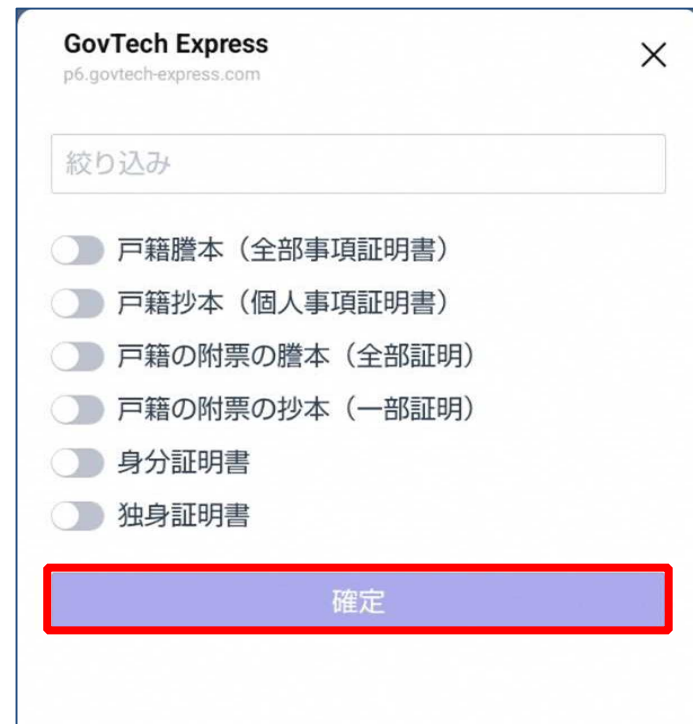 GovTech Express
p6.govtech-express.com
絞り込み
戸籍謄本（全部事項証明書）
戸籍抄本（個人事項証明書）
戸籍の附票の謄本（全部証明）
戸籍の附票の抄本（一部証明）
身分証明書
独身証明書
確定